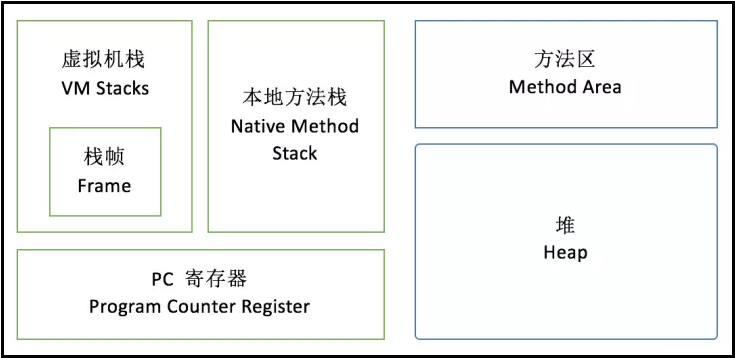 虚拟机栈
VM Stacks
栈帧
Frame
本地方法栈
Native Method
Stack
PC 寄存器
Program Counter Register
方法区
Method Area
堆
Heap